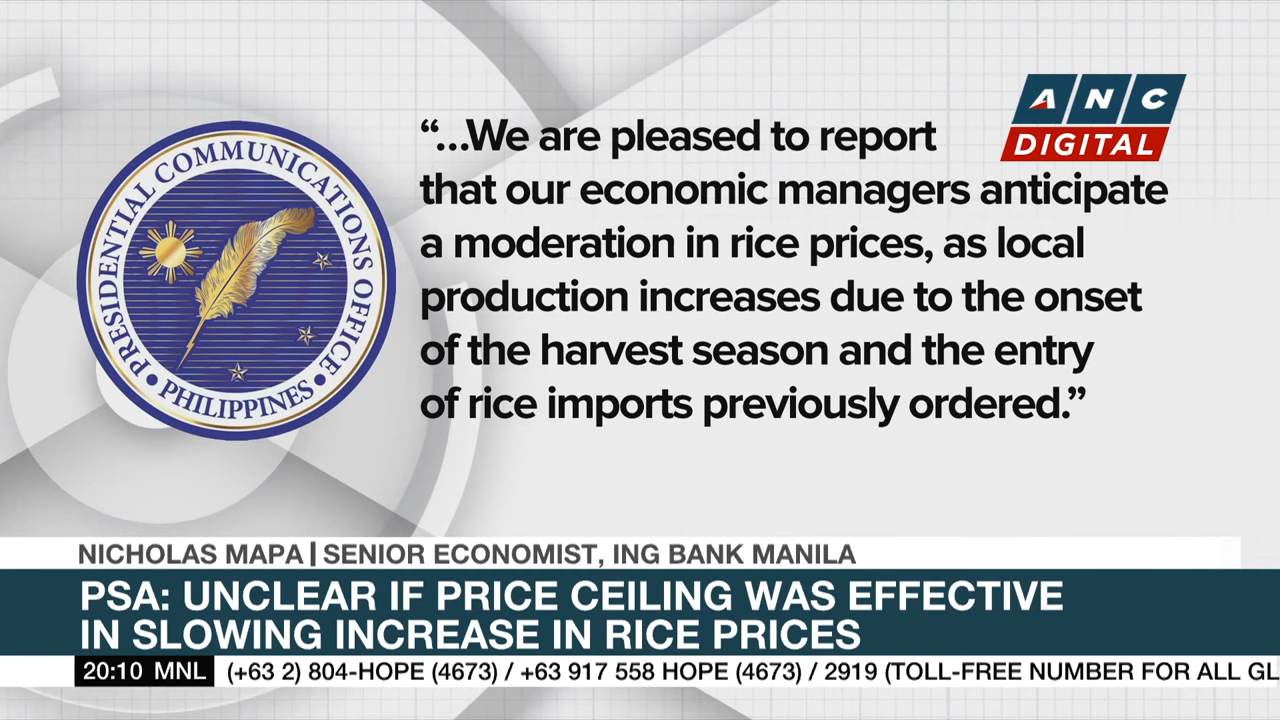 PRESIDENTIAL COMMUNICATIONS OFFICE
PHILIPPINES
“...We are pleased to report
that our economic managers anticipate
a moderation in rice prices, as local
production increases due to the onset
of the harvest season and the entry
of rice imports previously ordered.”
ANC
DIGITAL
NICHOLAS MAPA | SENIOR ECONOMIST, ING BANK MANILA
PSA: UNCLEAR IF PRICE CEILING WAS EFFECTIVE
IN SLOWING INCREASE IN RICE PRICES
20:10 MNL (+63 2) 804-HOPE (4673) / +63 917 558 HOPE (4673) / 2919 (TOLL-FREE NUMBER FOR ALL GL